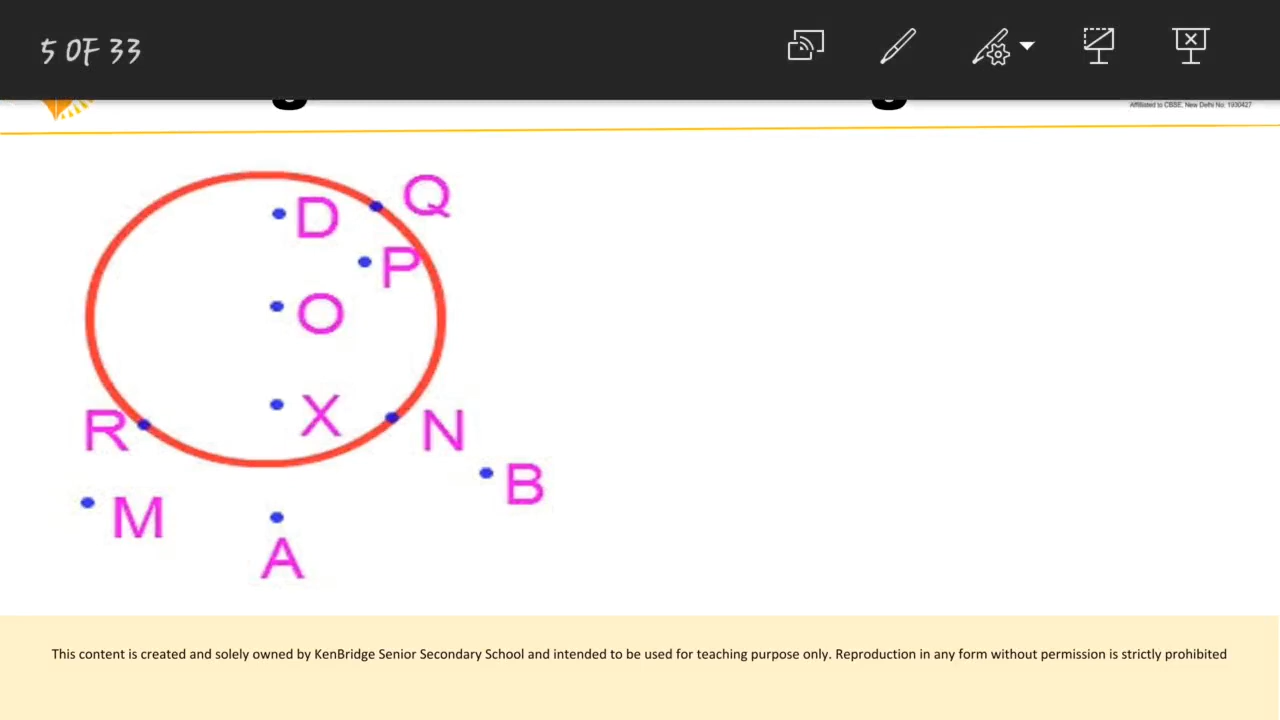 5 OF 33
Affiliated to CBSE, New Delhi No: 1930427
Q
D
P
O
X
R
N
B
M
A
This content is created and solely owned by KenBridge Senior Secondary School and intended to be used for teaching purpose only. Reproduction in any form without permission is strictly prohibited